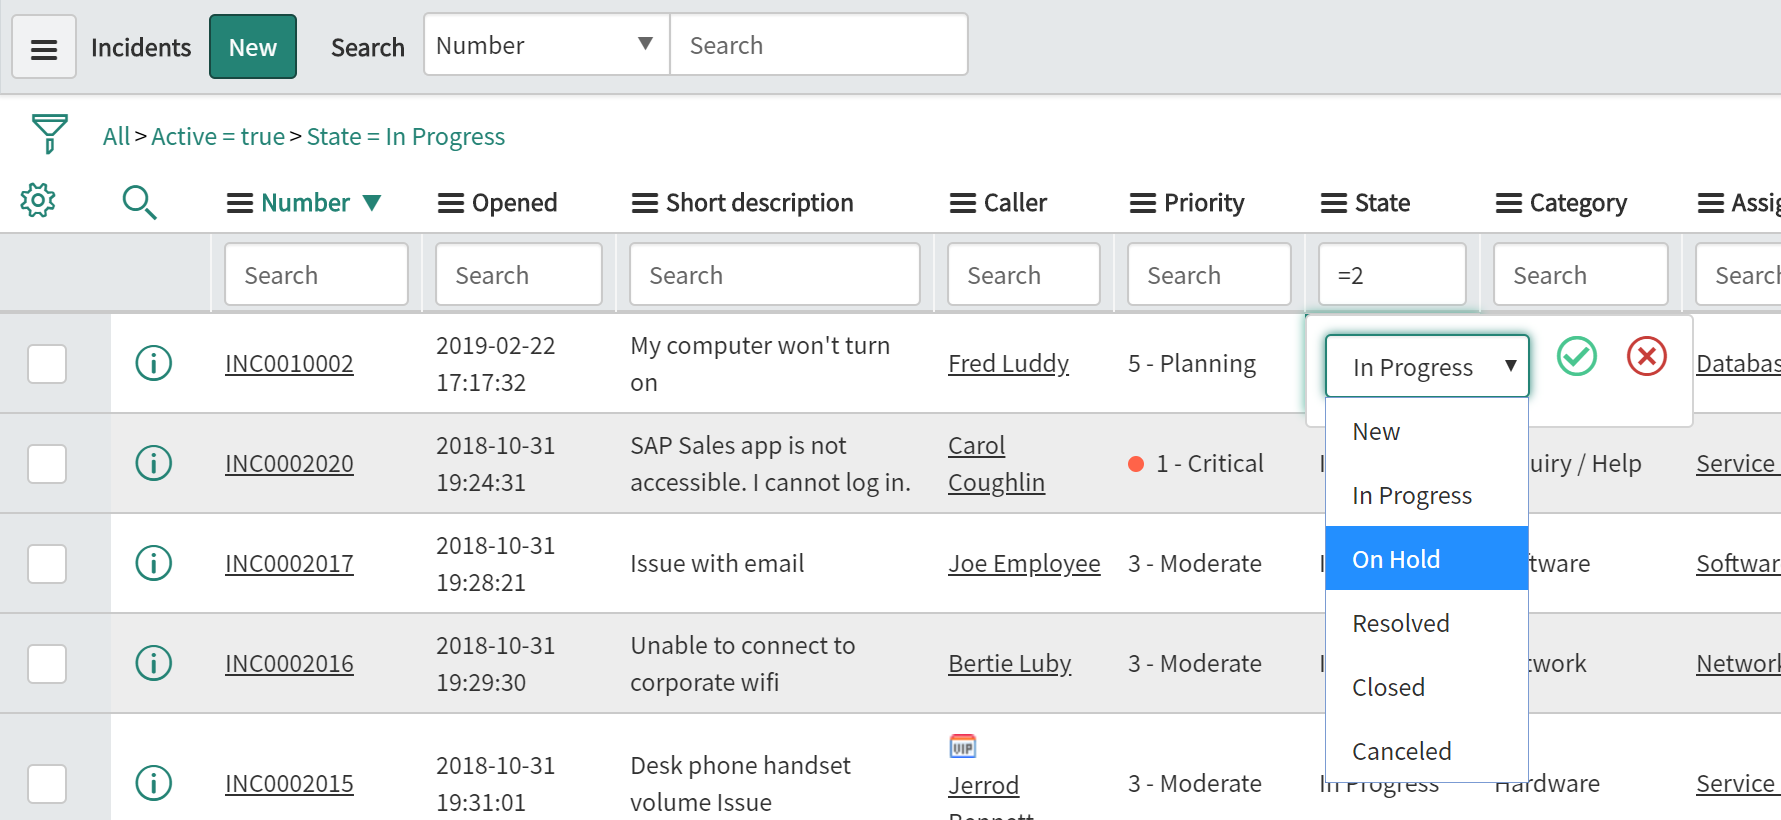 Incidents New Search Number Search
All > Active = true > State = In Progress
Number Opened Short description Caller Priority State Category
Search Search Search Search Search =2 Search Search
INC0010002 2019-02-22 17:17:32 My computer won't turn on Fred Luddy 5 - Planning In Progress
New
In Progress
On Hold
Resolved
Closed
Canceled
INC0002020 2018-10-31 19:24:31 SAP Sales app is not accessible. I cannot log in. Carol Coughlin 1 - Critical uiry / Help Service
INC0002017 2018-10-31 19:28:21 Issue with email Joe Employee 3 - Moderate tware Softwar
INC0002016 2018-10-31 19:29:30 Unable to connect to corporate wifi Bertie Luby 3 - Moderate twork Network
INC0002015 2018-10-31 19:31:01 Desk phone handset volume Issue VIP Jerrod 3 - Moderate In Progress Hardware Service